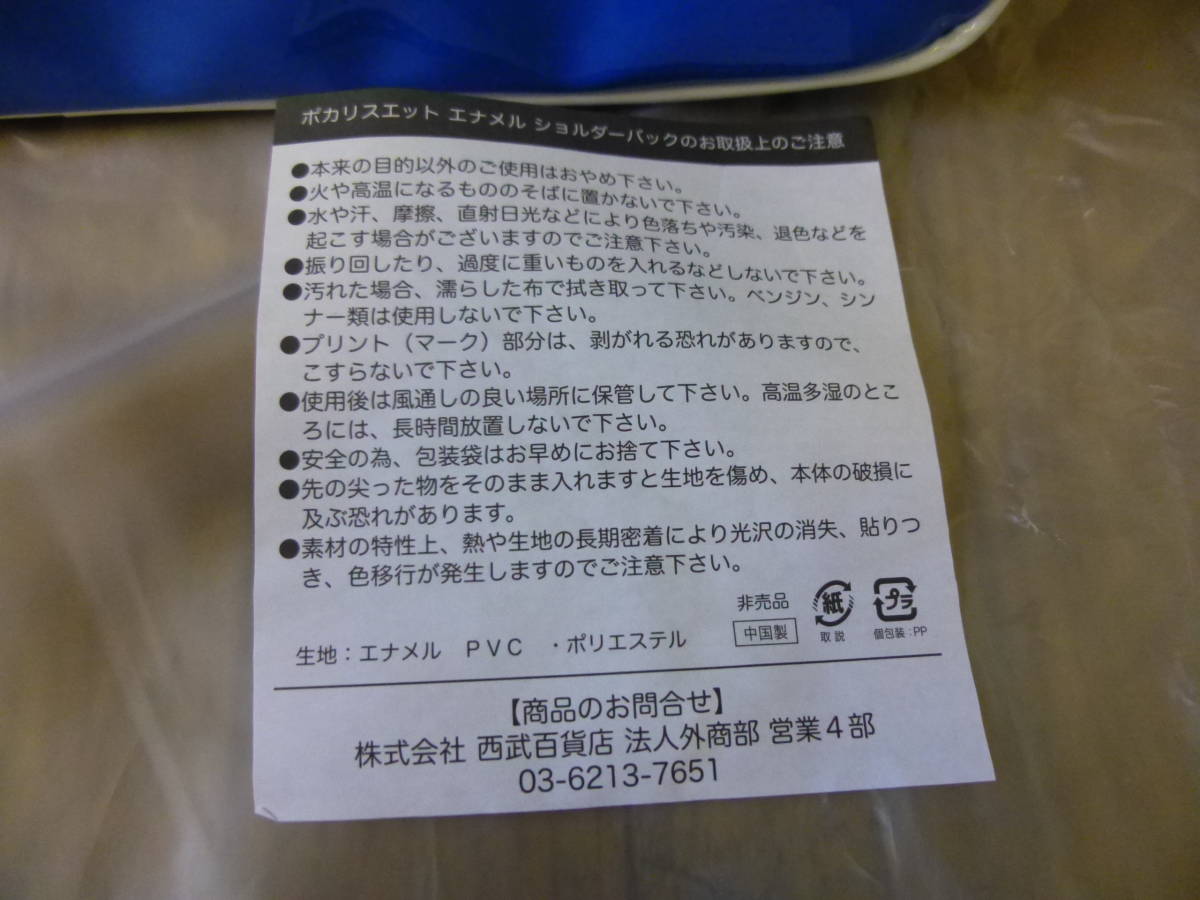 ポカリスエット エナメル ショルダーバックのお取扱上のご注意
●本来の目的以外のご使用はおやめ下さい。
●火や高温になるもののそばに置かないで下さい。
●水や汗、摩擦、直射日光などにより色落ちや汚染、退色などを
起こす場合がございますのでご注意下さい。
●振り回したり、過度に重いものを入れるなどしないで下さい。
●汚れた場合、濡らした布で拭き取って下さい。ベンジン、シン
ナー類は使用しないで下さい。
●プリント（マーク）部分は、剥がれる恐れがありますので、
こすらないで下さい。
●使用後は風通しの良い場所に保管して下さい。高温多湿のとこ
ろには、長時間放置しないで下さい。
●安全の為、包装袋はお早めにお捨て下さい。
●先の尖った物をそのまま入れますと生地を傷め、本体の破損に
及ぶ恐れがあります。
●素材の特性上、熱や生地の長期密着により光沢の消失、貼りつ
き、色移行が発生しますのでご注意下さい。
非売品
中国製
紙
取説
プラ
個包装：PP
生地：エナメル ＰＶＣ ・ポリエステル
【商品のお問合せ】
株式会社 西武百貨店 法人外商部 営業４部
03-6213-7651